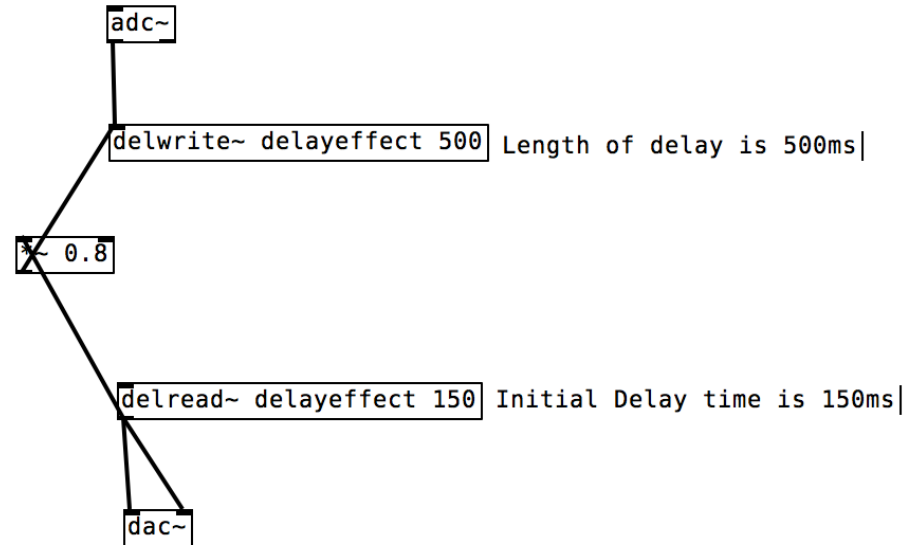 adc~
delwrite~ delayeffect 500 Length of delay is 500ms
*~ 0.8
delread~ delayeffect 150 Initial Delay time is 150ms
dac~